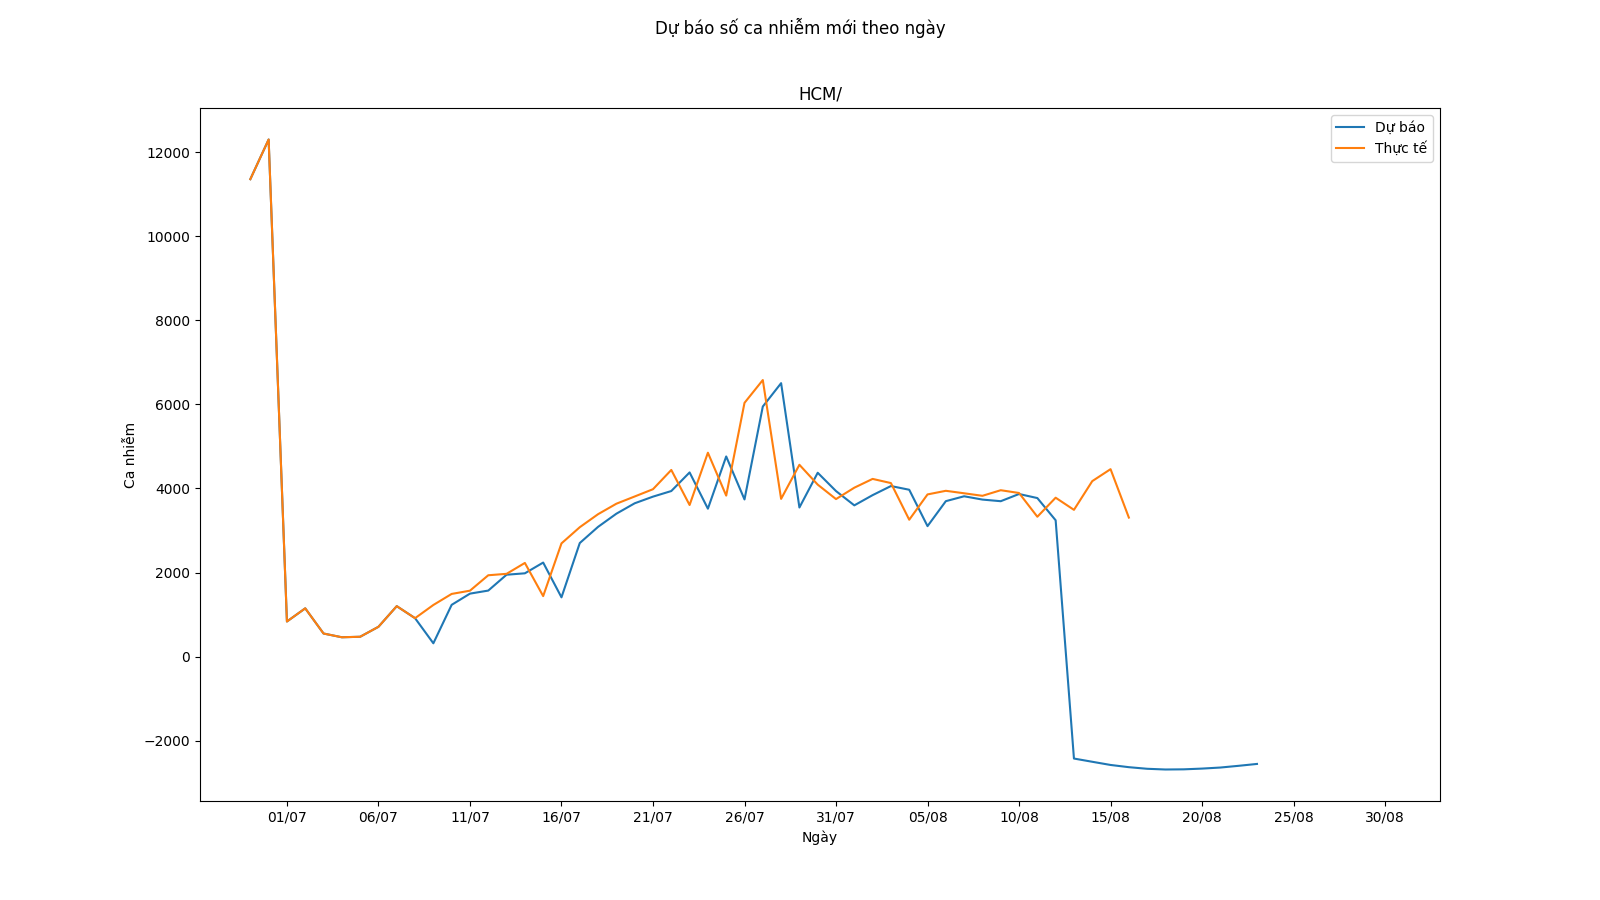 Dự báo số ca nhiễm mới theo ngày
HCM/
Dự báo
Thực tế
12000
10000
8000
6000
4000
2000
0
−2000
Ca nhiễm
01/07 06/07 11/07 16/07 21/07 26/07 31/07 05/08 10/08 15/08 20/08 25/08 30/08
Ngày